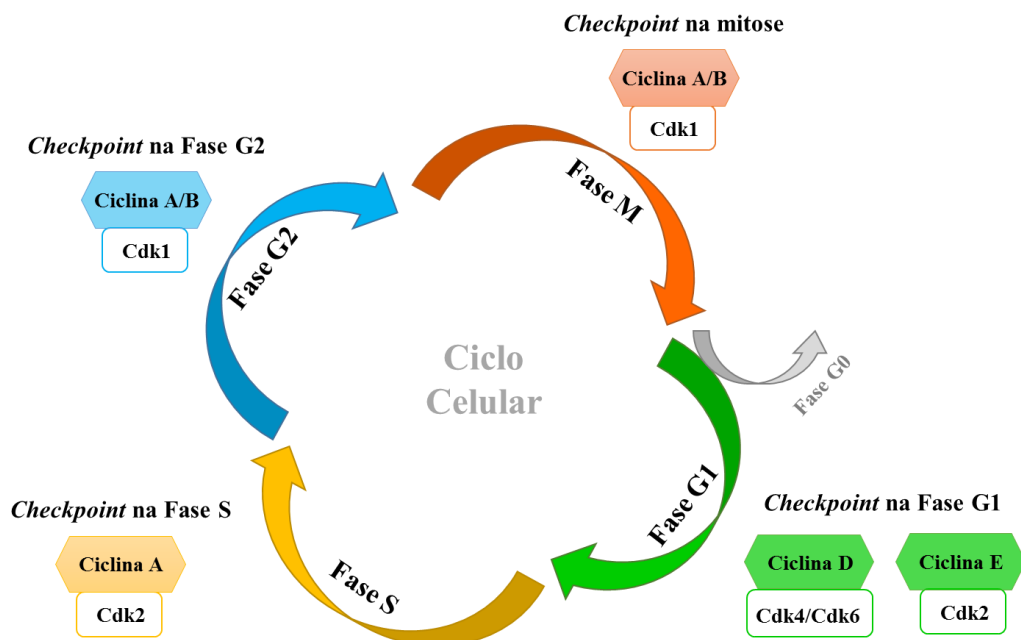 Checkpoint na mitose
Ciclina A/B
Cdk1
Checkpoint na Fase G2
Ciclina A/B
Cdk1
Fase M
Fase G2
Ciclo
Celular
Fase G0
Fase G1
Checkpoint na Fase S
Ciclina A
Cdk2
Fase S
Checkpoint na Fase G1
Ciclina D
Cdk4/Cdk6
Ciclina E
Cdk2